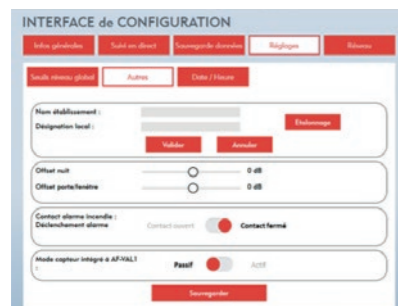 INTERFACE de CONFIGURATION
Infos générales Suivi en direct Sauvegarde données Réglages Réseau
Seuils niveau global Autres Date / Heure
Nom établissement :
Désignation local :
Etalonnage
Valider Annuler
Offset nuit 0 dB
Offset porte/fenêtre 0 dB
Contact alarme incendie :
Déclenchement alarme Contact ouvert Contact fermé
Mode capteur intégré à AF-VAL1
: Passif Actif
Sauvegarder